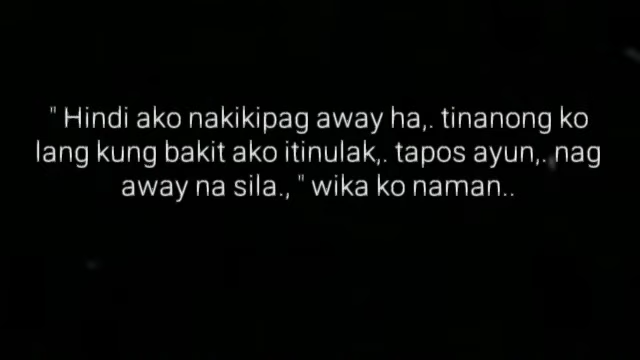 " Hindi ako nakikipag away ha,. tinanong ko
lang kung bakit ako itinulak,. tapos ayun,. nag
away na sila., " wika ko naman..